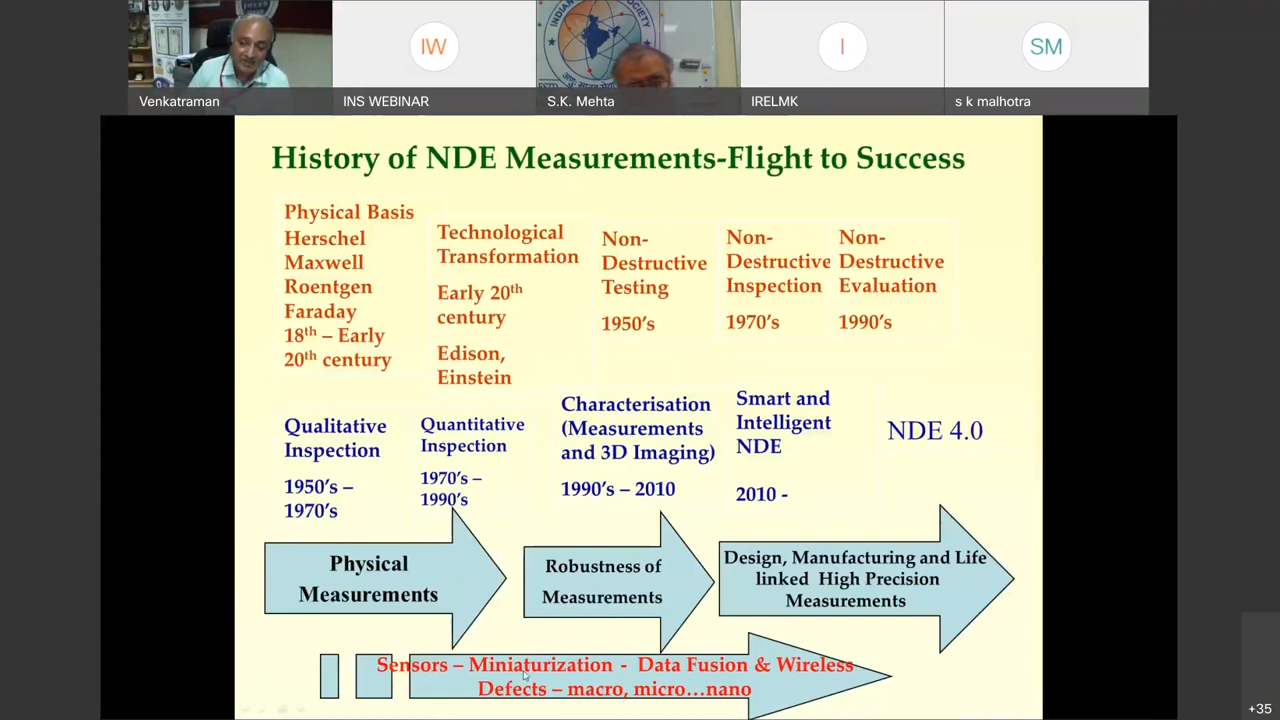 IW
I
SM
INDIAN
SOCIETY
Venkatraman
INS WEBINAR
S.K. Mehta
IRELMK
s k malhotra
History of NDE Measurements-Flight to Success
Physical Basis
Herschel
Maxwell
Roentgen
Faraday
18th – Early
20th century
Technological
Transformation
Early 20th
century
Edison,
Einstein
Non-
Destructive
Testing
1950's
Non-
Destructive
Inspection
1970's
Non-
Destructive
Evaluation
1990's
Qualitative
Inspection
1950's –
1970's
Quantitative
Inspection
1970's –
1990's
Characterisation
(Measurements
and 3D Imaging)
1990's – 2010
Smart and
Intelligent
NDE
2010 -
NDE 4.0
Physical
Measurements
Robustness of
Measurements
Design, Manufacturing and Life
linked High Precision
Measurements
Sensors – Miniaturization - Data Fusion & Wireless
Defects – macro, micro…nano
+35